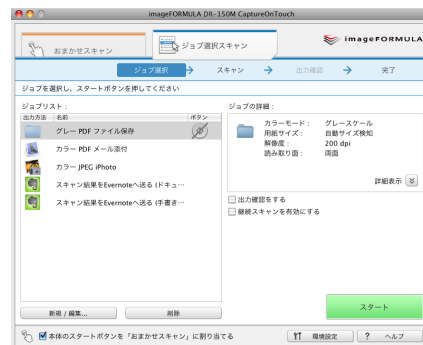 imageFORMULA DR-150M CaptureOnTouch
おまかせスキャン
ジョブ選択スキャン
imageFORMULA
ジョブ選択
スキャン
出力確認
完了
ジョブを選択し、スタートボタンを押してください
ジョブリスト：
出力方法 名前 ボタン
グレー PDF ファイル保存
カラー PDF メール添付
カラー JPEG iPhoto
スキャン結果をEvernoteへ送る (ドキュ…
スキャン結果をEvernoteへ送る (手書き…
新規 / 編集...
削除
ジョブの詳細：
カラーモード： グレースケール
用紙サイズ： 自動サイズ検知
解像度： 200 dpi
読み取り面： 両面
詳細表示
出力確認をする
継続スキャンを有効にする
スタート
本体のスタートボタンを「おまかせスキャン」に割り当てる
環境設定
? ヘルプ